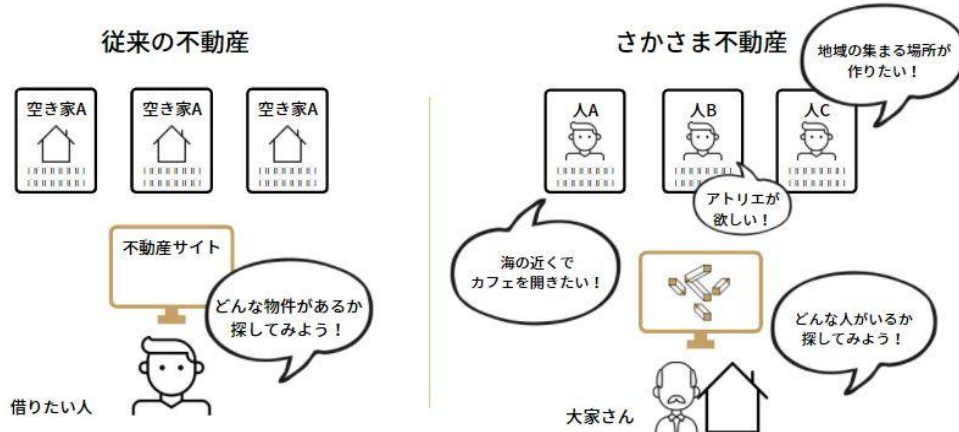 従来の不動産
空き家A
空き家A
空き家A
不動産サイト
どんな物件があるか
探してみよう！
借りたい人
さかさま不動産
地域の集まる場所が
作りたい！
人A
人B
人C
アトリエが
欲しい！
海の近くで
カフェを開きたい！
どんな人がいるか
探してみよう！
大家さん